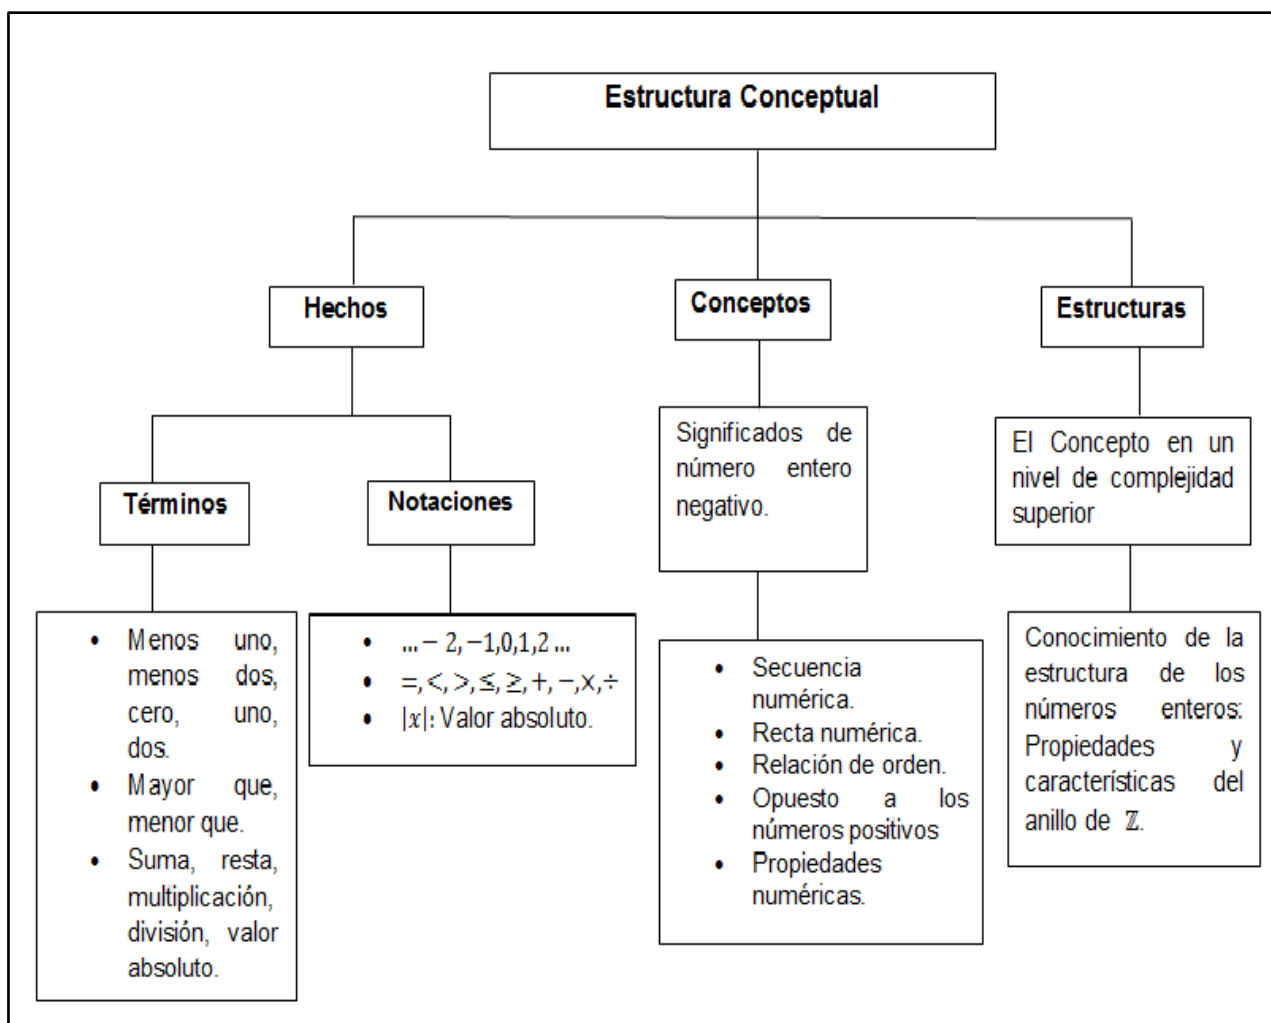 Estructura Conceptual
Hechos
Conceptos
Estructuras
Términos
Notaciones
Significados de
número entero
negativo.
El Concepto en un
nivel de complejidad
superior
• Menos uno,
menos dos,
cero, uno,
dos.
• Mayor que,
menor que.
• Suma, resta,
multiplicación,
división, valor
absoluto.
• ... − 2, −1,0,1,2 ...
• =, <, >, ≤, ≥, +, −, x, ÷
• |x|: Valor absoluto.
• Secuencia
numérica.
• Recta numérica.
• Relación de orden.
• Opuesto a los
números positivos
• Propiedades
numéricas.
Conocimiento de la
estructura de los
números enteros:
Propiedades y
características del
anillo de ℤ.